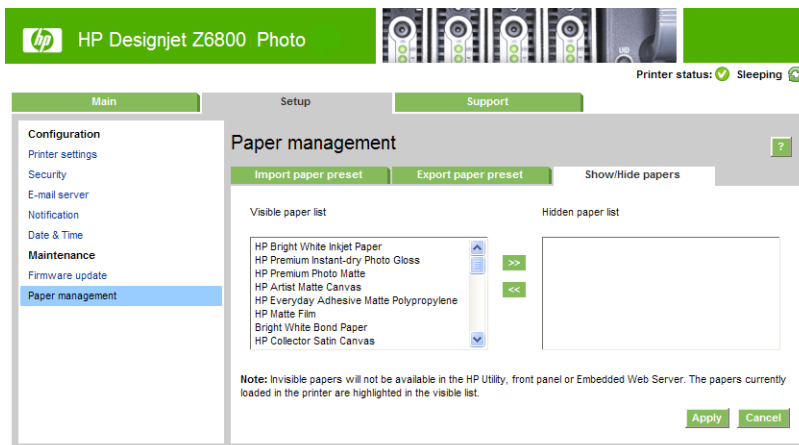 hp HP Designjet Z6800 Photo
UID
Printer status: Sleeping
Main Setup Support
Configuration
Printer settings
Security
E-mail server
Notification
Date & Time
Maintenance
Firmware update
Paper management
Paper management
?
Import paper preset Export paper preset Show/Hide papers
Visible paper list Hidden paper list
HP Bright White Inkjet Paper
HP Premium Instant-dry Photo Gloss
HP Premium Photo Matte
HP Artist Matte Canvas
HP Everyday Adhesive Matte Polypropylene
HP Matte Film
Bright White Bond Paper
HP Collector Satin Canvas
>>
<<
Note: Invisible papers will not be available in the HP Utility, front panel or Embedded Web Server. The papers currently
loaded in the printer are highlighted in the visible list.
Apply Cancel